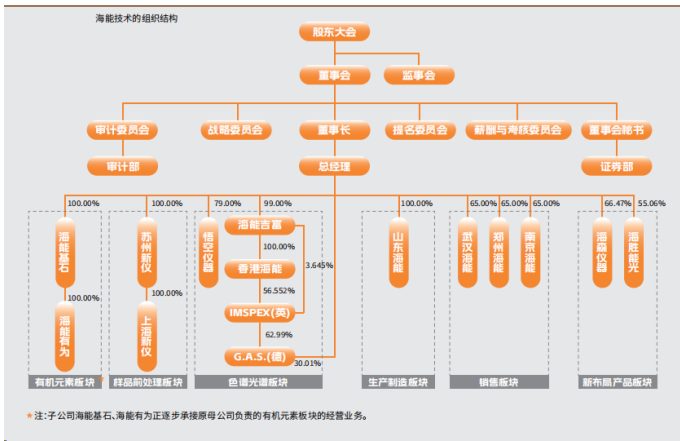 海能技术的组织结构
股东大会
董事会
监事会
审计委员会
战略委员会
董事长
提名委员会
薪酬与考核委员会
董事会秘书
审计部
总经理
证券部
100.00%
100.00%
79.00%
99.00%
100.00%
65.00%
65.00%
65.00%
66.47%
55.06%
海能基石
苏州新仪
悟空仪器
海能吉富
山东海能
武汉海能
郑州海能
南京海能
海森仪器
海胜能光
100.00%
香港海能
3.645%
56.552%
100.00%
100.00%
海能有为
上海新仪
IMSPEX(英)
62.99%
G.A.S.(德)
30.01%
有机元素板块*
样品前处理板块
色谱光谱板块
生产制造板块
销售板块
新布局产品板块
*注:子公司海能基石、海能有为正逐步承接原母公司负责的有机元素板块的经营业务。